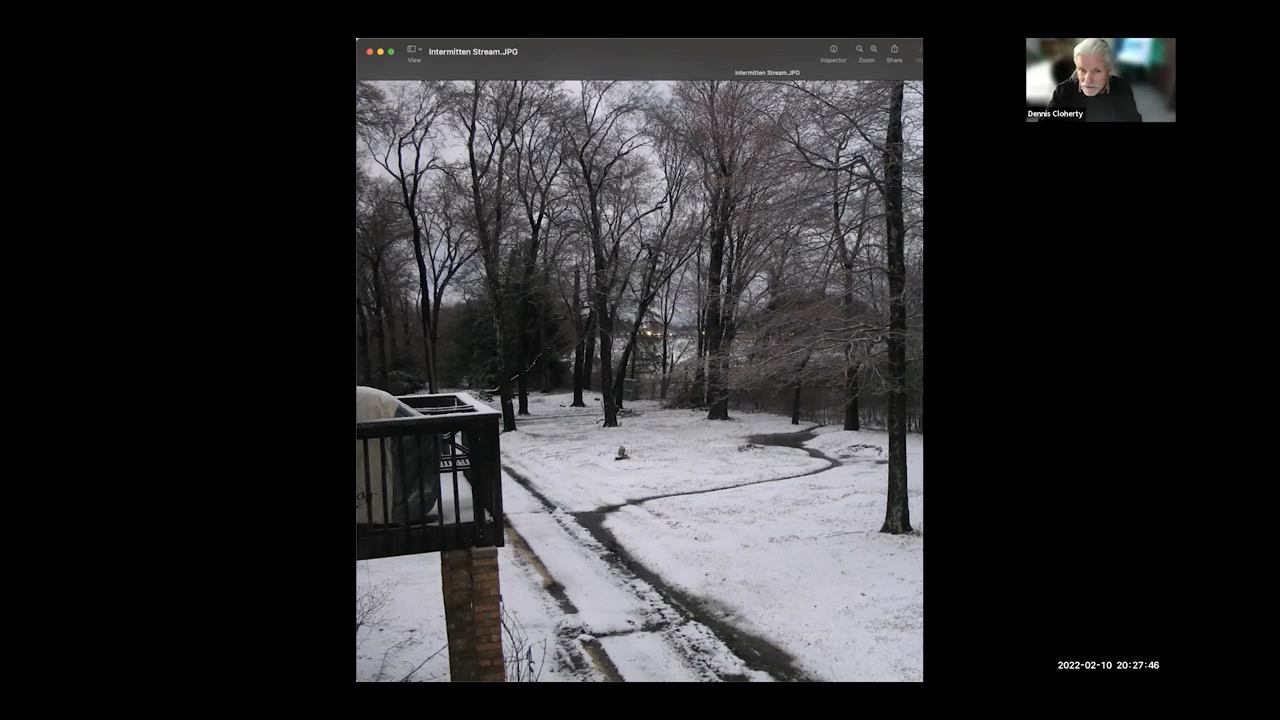 Intermitten Stream.JPG
View
Inspector
Zoom
Share
Intermitten Stream.JPG
Dennis Cloherty
2022-02-10 20:27:46